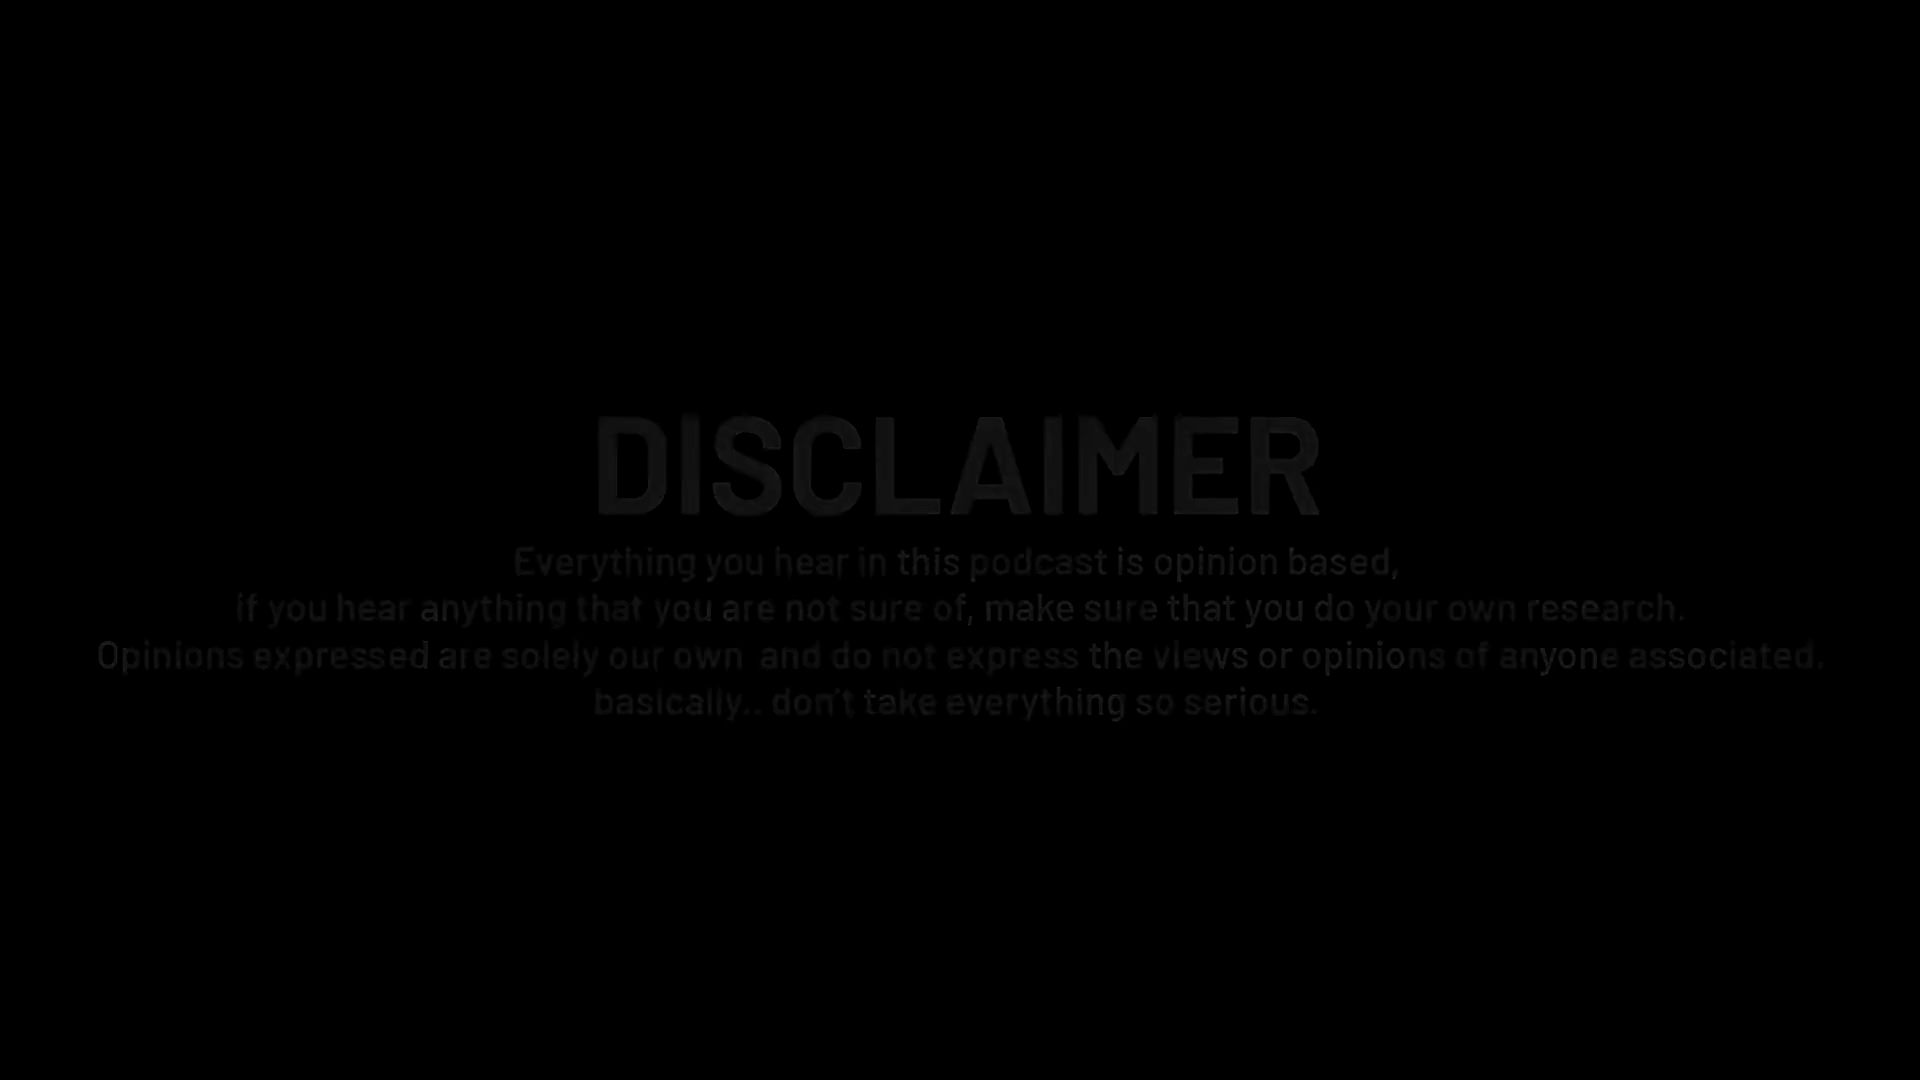 DISCLAIMER
Everything you hear in this podcast is opinion based,
if you hear anything that you are not sure of, make sure that you do your own research.
Opinions expressed are solely our own and do not express the views or opinions of anyone associated.
basically.. don't take everything so serious.